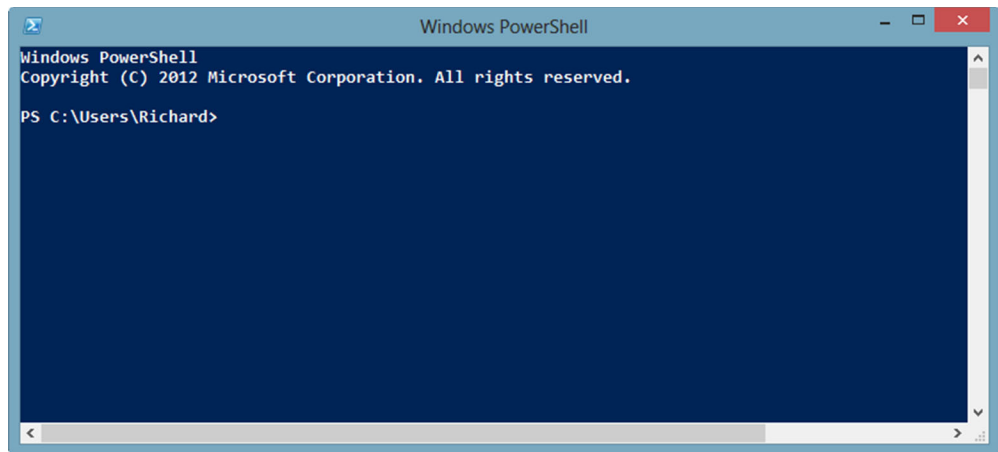 Windows PowerShell
Windows PowerShell
Copyright (C) 2012 Microsoft Corporation. All rights reserved.
PS C:\Users\Richard>